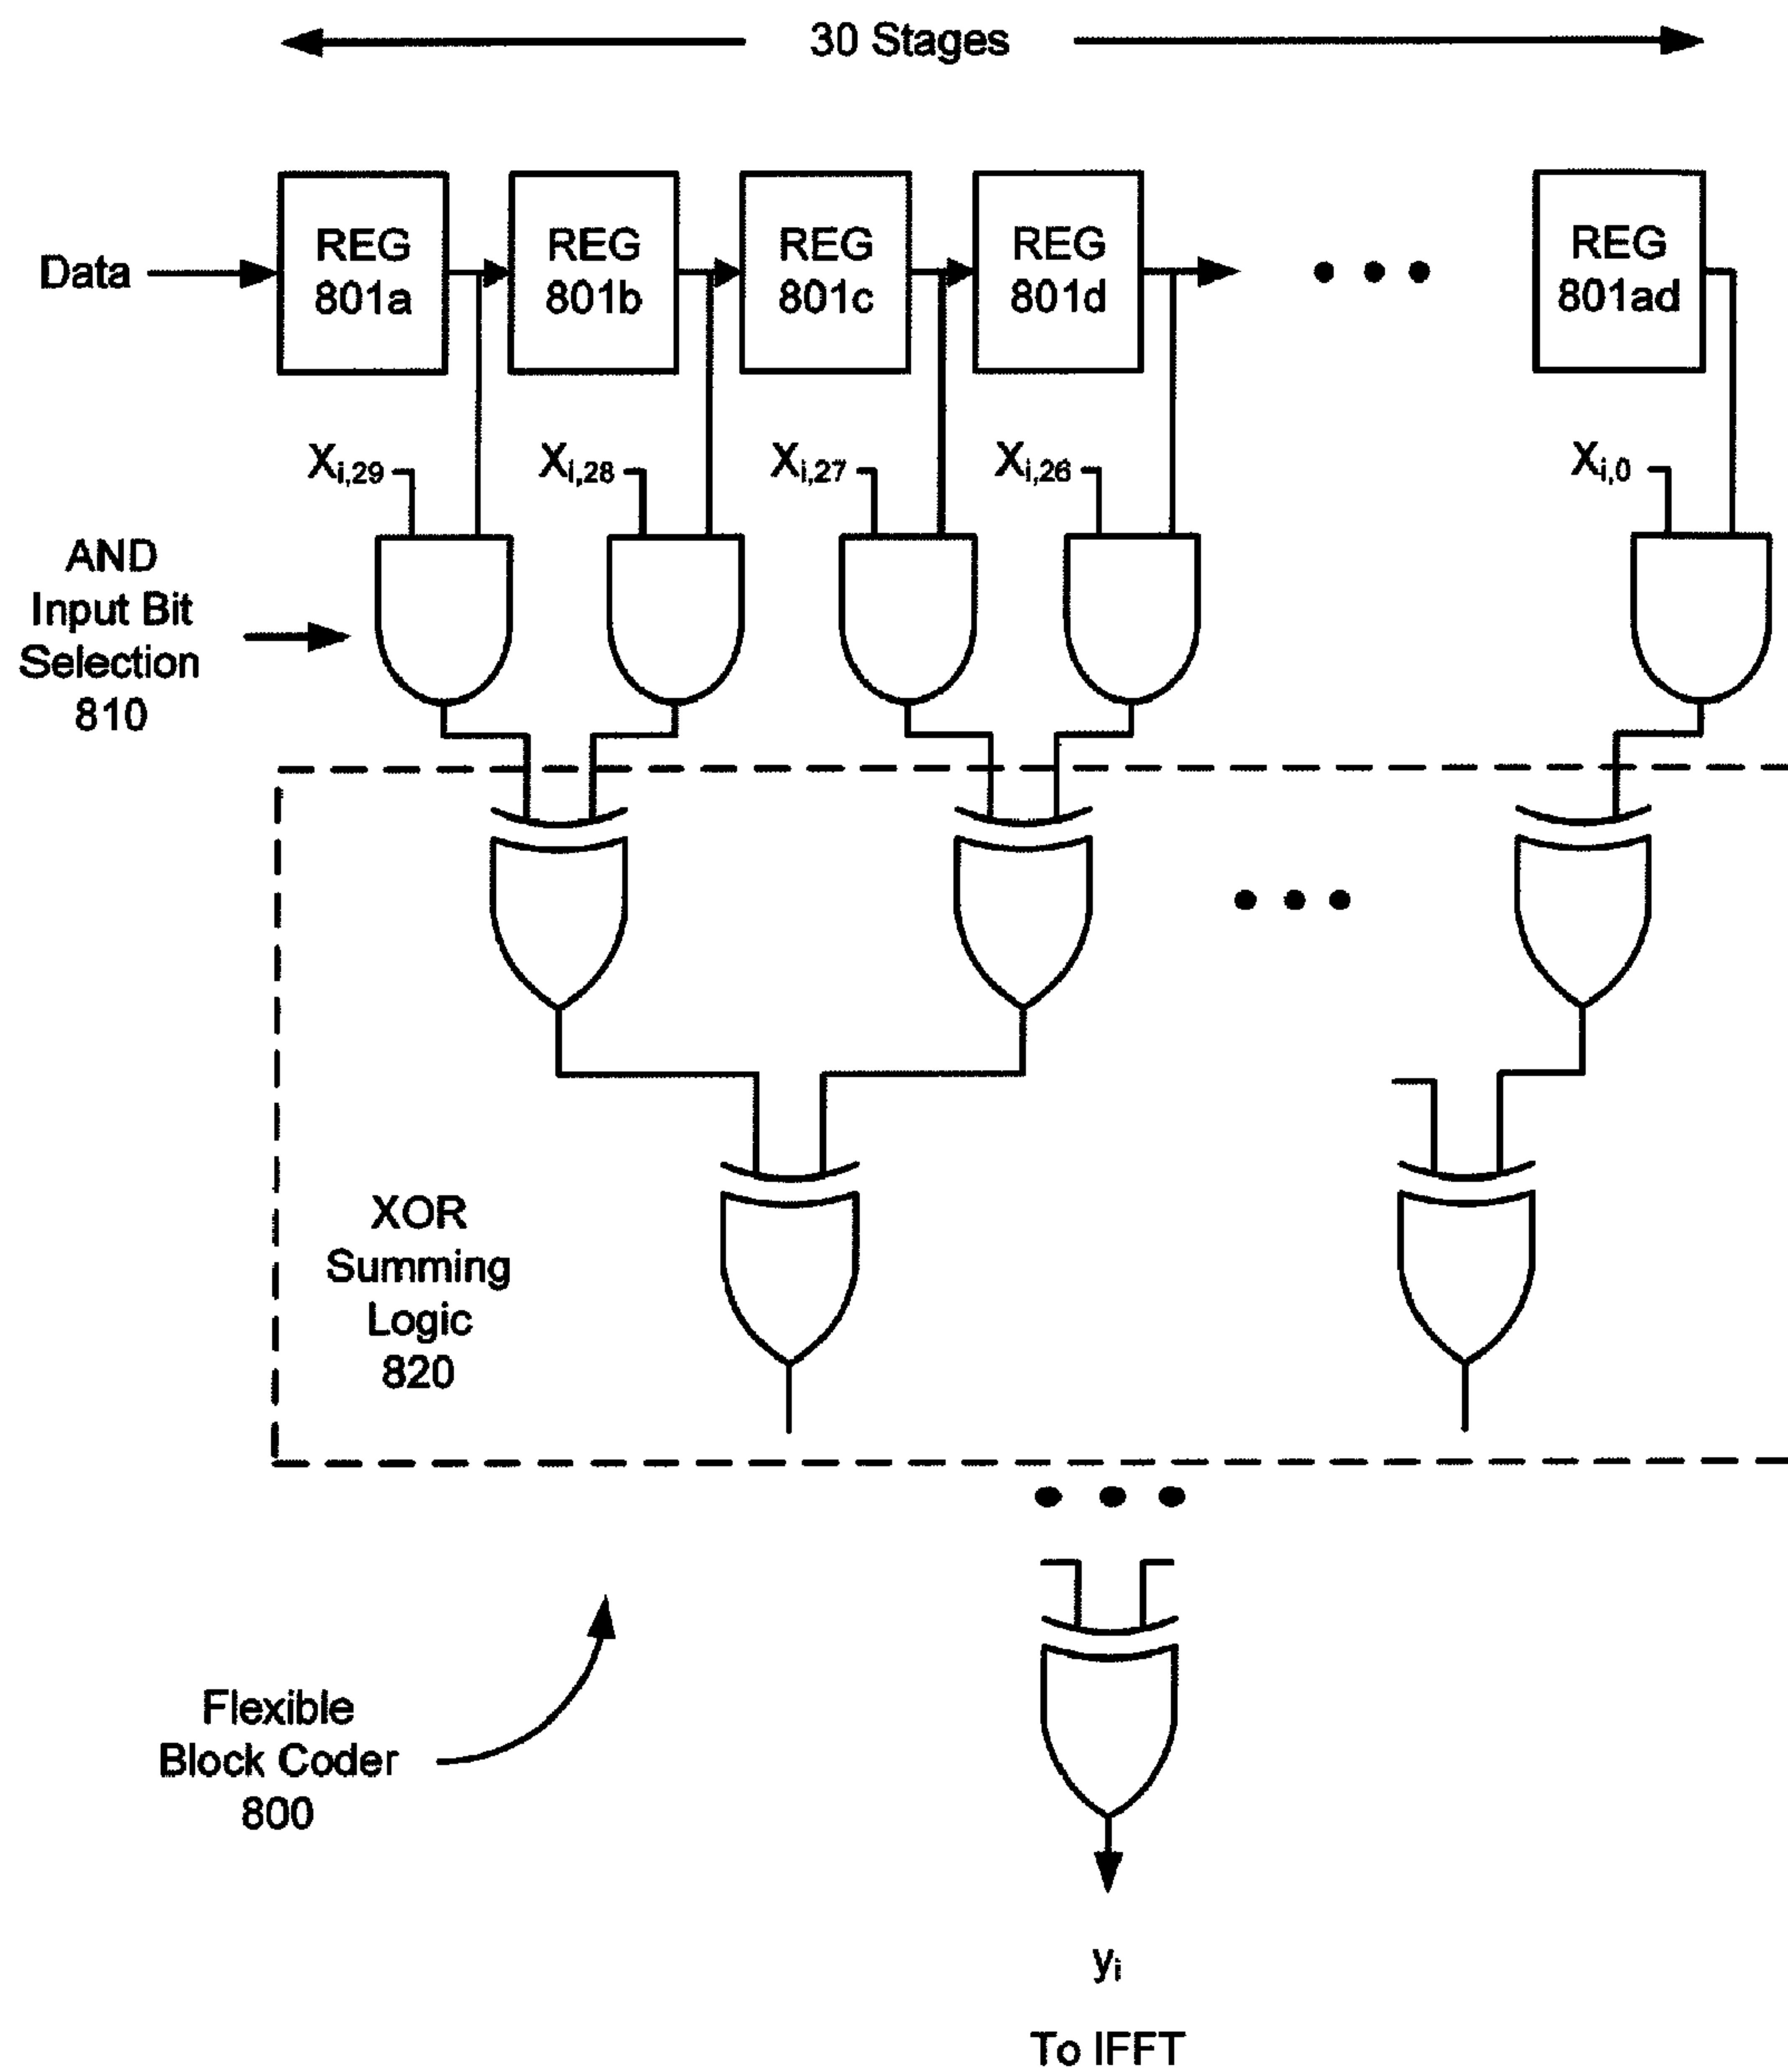 30 Stages
Data
REG
801a
REG
801b
REG
801c
REG
801d
REG
801ad
Xi,29
Xi,28
Xi,27
Xi,26
Xi,0
AND
Input Bit
Selection
810
XOR
Summing
Logic
820
Flexible
Block Coder
800
yi
To IFFT